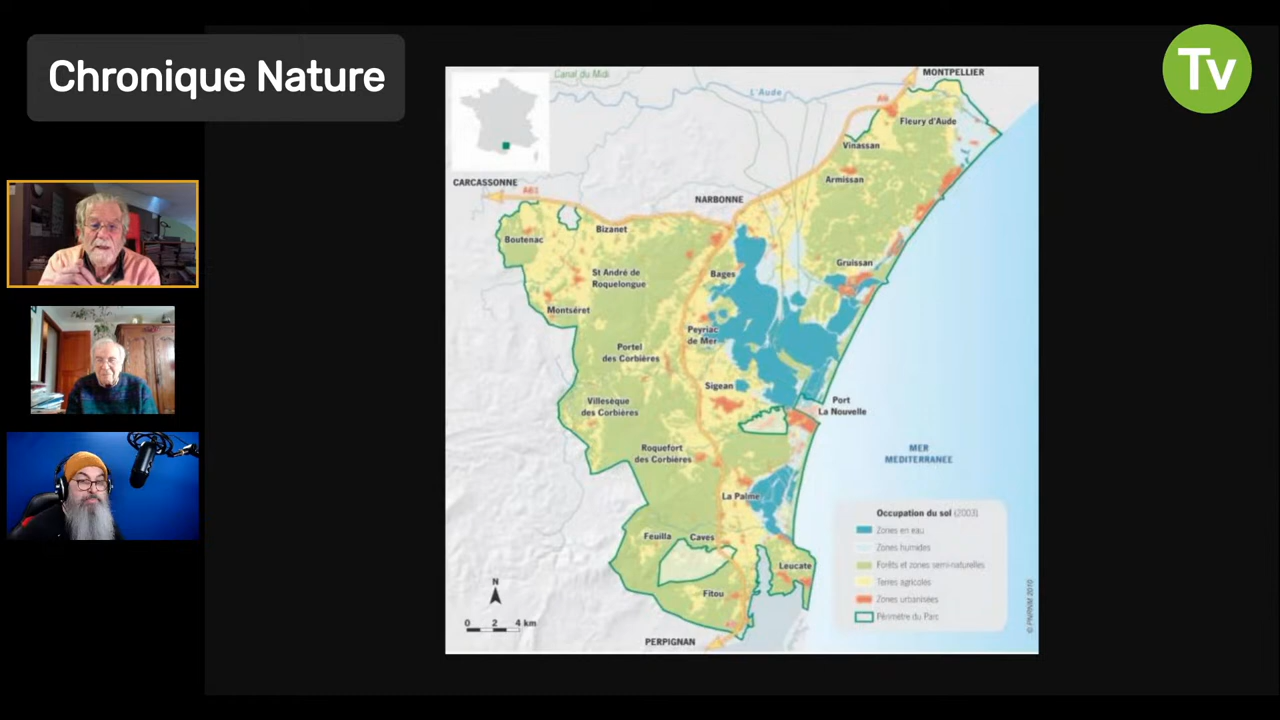 Chronique Nature
Tv
Canal du Midi
MONTPELLIER
L'Aude
A9
Fleury d'Aude
Vinassan
CARCASSONNE
Armissan
A61
NARBONNE
Bizanet
Boutenac
Gruissan
St André de
Roquelongue
Bages
Montséret
Peyriac
de Mer
Portel
des Corbières
Sigean
Port
La Nouvelle
Villesèque
des Corbières
Roquefort
des Corbières
MER
MEDITERRANEE
La Palme
Occupation du sol (2003)
Zones en eau
Zones humides
Forêts et zones semi-naturelles
Terres agricoles
Zones urbanisées
Périmètre du Parc
Feuilla
Caves
Leucate
Fitou
N
0 2 4 km
PERPIGNAN
© PNRNM 2010